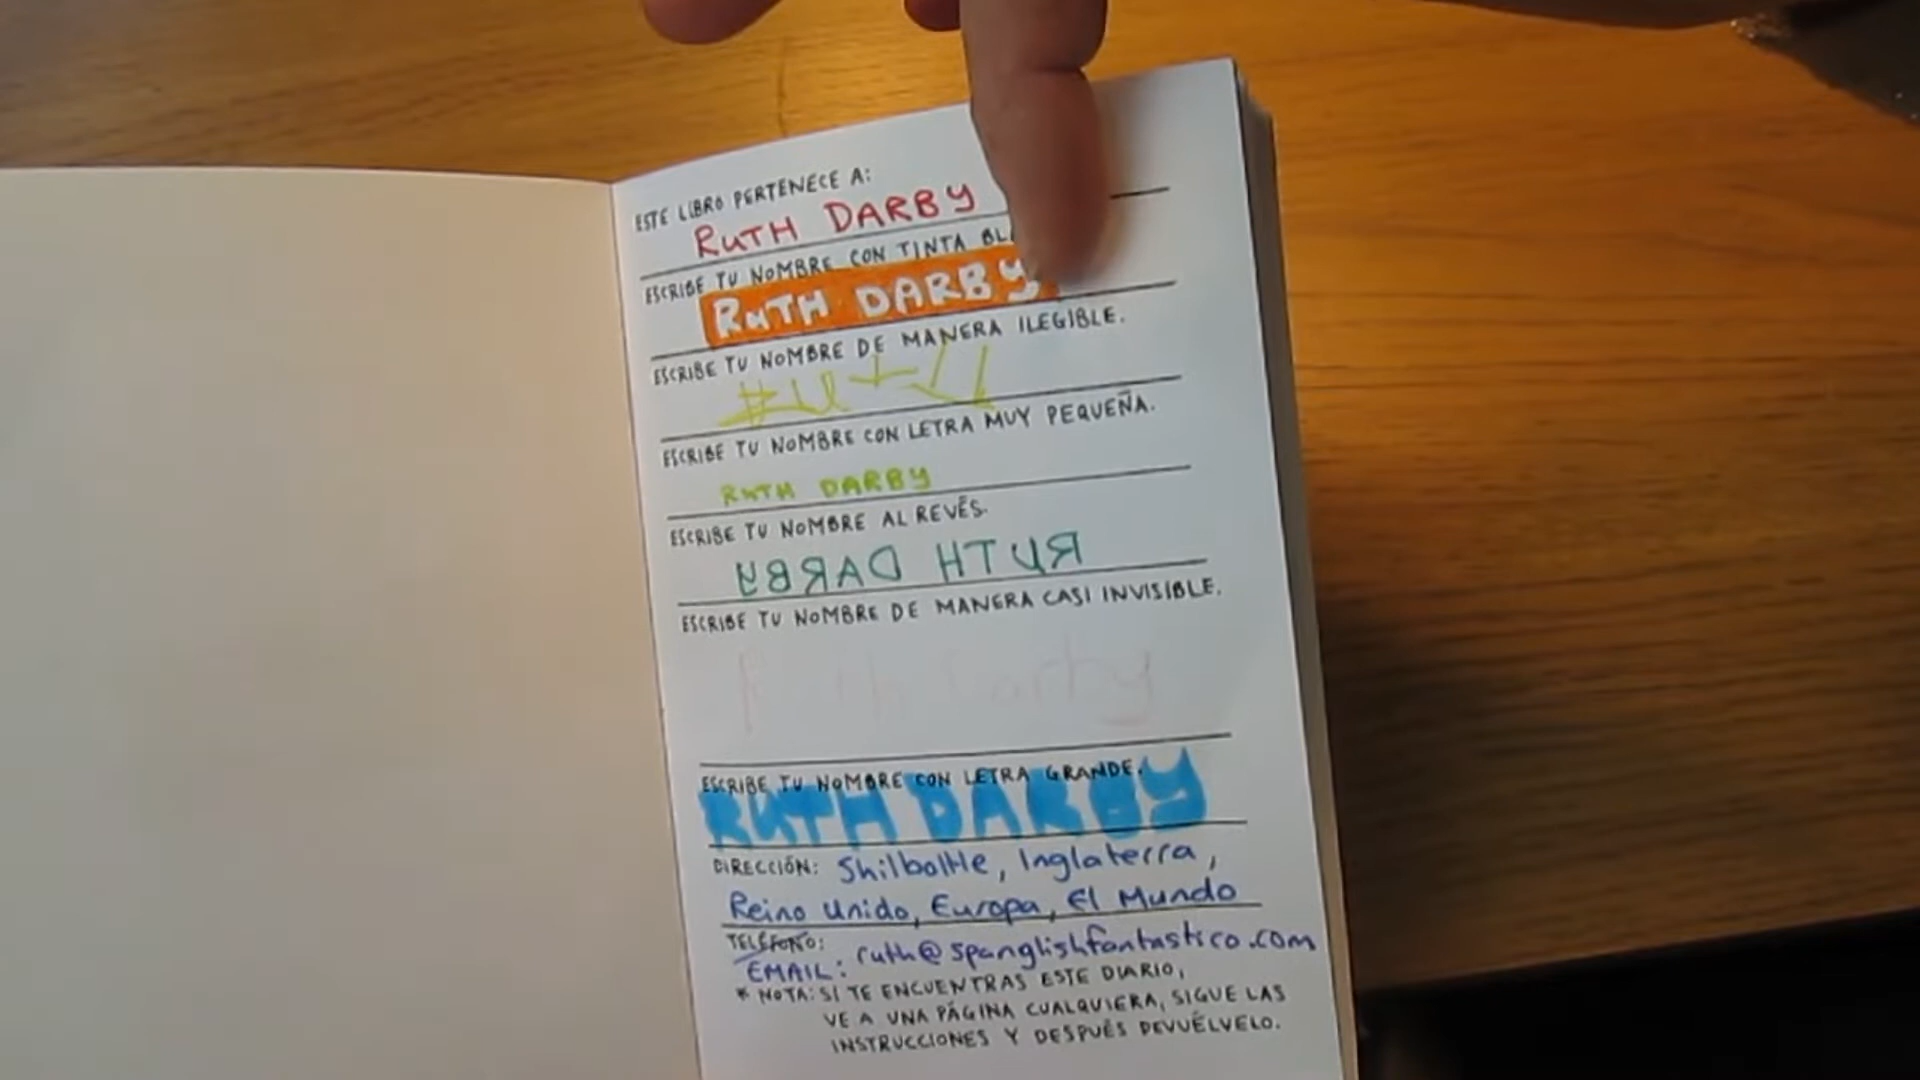 ESTE LIBRO PERTENECE A:
RUTH DARBY
ESCRIBE TU NOMBRE CON TINTA
RUTH DARBY
ESCRIBE TU NOMBRE DE MANERA ILEGIBLE.
ESCRIBE TU NOMBRE CON LETRA MUY PEQUEÑA.
RUTH DARBY
ESCRIBE TU NOMBRE AL REVÉS.
RUTH DARBY
ESCRIBE TU NOMBRE DE MANERA CASI INVISIBLE.
Ruth Darby
ESCRIBE TU NOMBRE CON LETRA GRANDE.
RUTH DARBY
DIRECCIÓN: Shilbottle, Inglaterra,
Reino Unido, Europa, El Mundo
TELÉFONO:
EMAIL: ruth@spanglishfantastico.com
* NOTA: SI TE ENCUENTRAS ESTE DIARIO,
VE A UNA PÁGINA CUALQUIERA, SIGUE LAS
INSTRUCCIONES Y DESPUÉS DEVUÉLVELO.